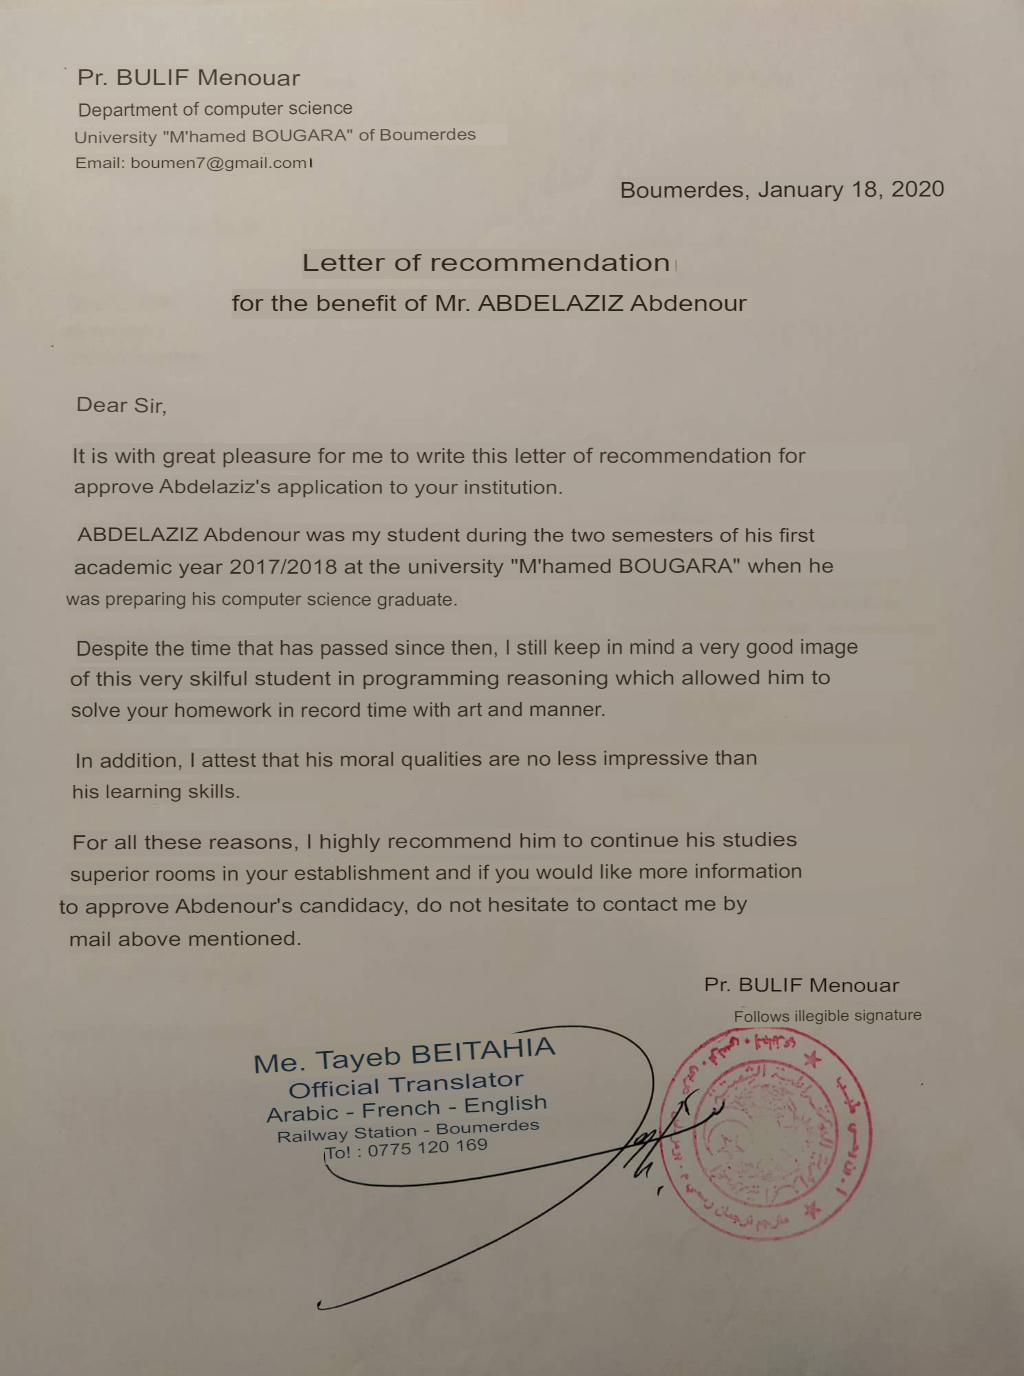 Pr. BULIF Menouar
Department of computer science
University "M'hamed BOUGARA" of Boumerdes
Email: boumen7@gmail.com
Boumerdes, January 18, 2020
Letter of recommendation
for the benefit of Mr. ABDELAZIZ Abdenour
Dear Sir,
It is with great pleasure for me to write this letter of recommendation for
approve Abdelaziz's application to your institution.
ABDELAZIZ Abdenour was my student during the two semesters of his first
academic year 2017/2018 at the university "M'hamed BOUGARA" when he
was preparing his computer science graduate.
Despite the time that has passed since then, I still keep in mind a very good image
of this very skilful student in programming reasoning which allowed him to
solve your homework in record time with art and manner.
In addition, I attest that his moral qualities are no less impressive than
his learning skills.
For all these reasons, I highly recommend him to continue his studies
superior rooms in your establishment and if you would like more information
to approve Abdenour's candidacy, do not hesitate to contact me by
mail above mentioned.
Pr. BULIF Menouar
Follows illegible signature
Me. Tayeb BEITAHIA
Official Translator
Arabic - French - English
Railway Station - Boumerdes
To! : 0775 120 169